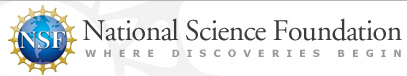 NSF
National Science Foundation
WHERE DISCOVERIES BEGIN